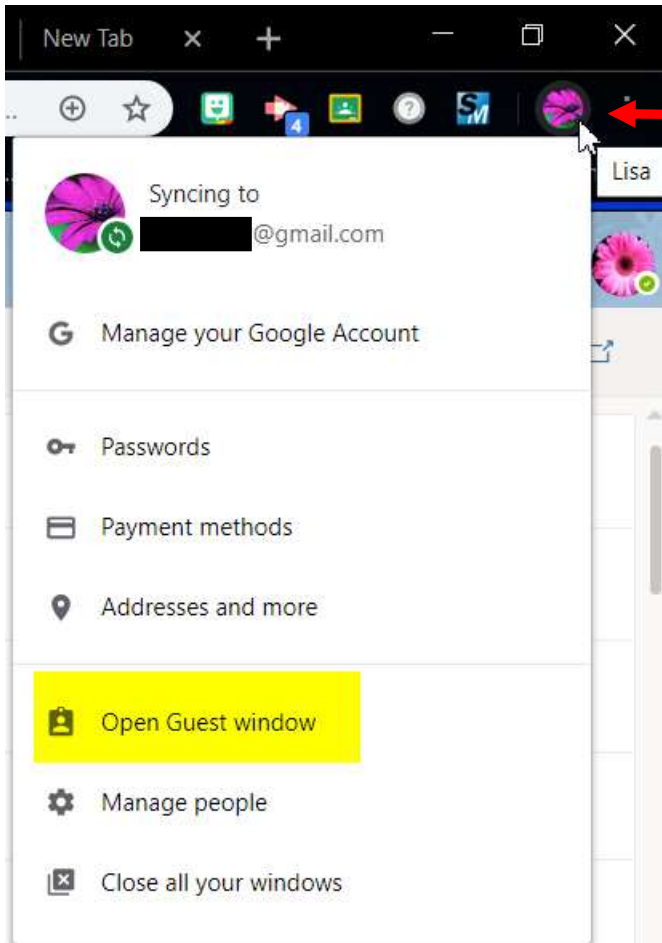 New Tab
4
SM
Lisa
Syncing to
@gmail.com
G Manage your Google Account
Passwords
Payment methods
Addresses and more
Open Guest window
Manage people
Close all your windows